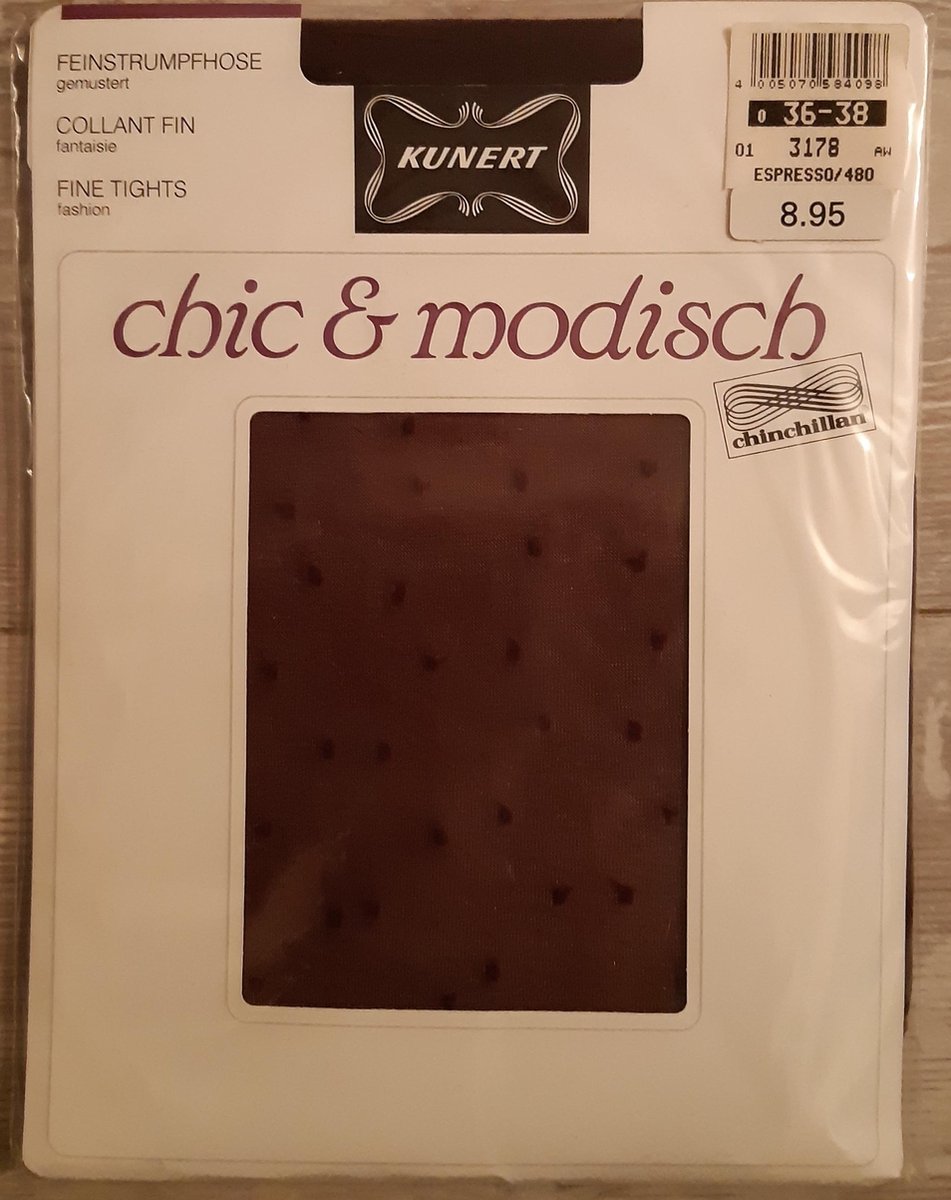 FEINSTRUMPFHOSE
gemustert
COLLANT FIN
fantaisie
FINE TIGHTS
fashion
KUNERT
4 005070 584098
0 36-38
01 3178 AW
ESPRESSO/480
8.95
chic & modisch
chinchillan